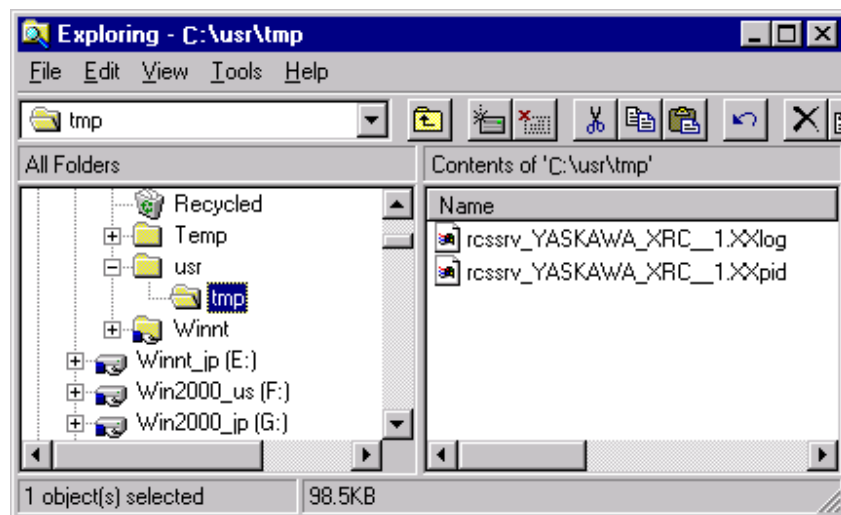 Exploring - C:\usr\tmp
File Edit View Tools Help
tmp
All Folders
Contents of 'C:\usr\tmp'
Recycled
Temp
usr
tmp
Winnt
Winnt_jp (E:)
Win2000_us (F:)
Win2000_jp (G:)
Name
rcssrv_YASKAWA_XRC__1.XXlog
rcssrv_YASKAWA_XRC__1.XXpid
1 object(s) selected
98.5KB